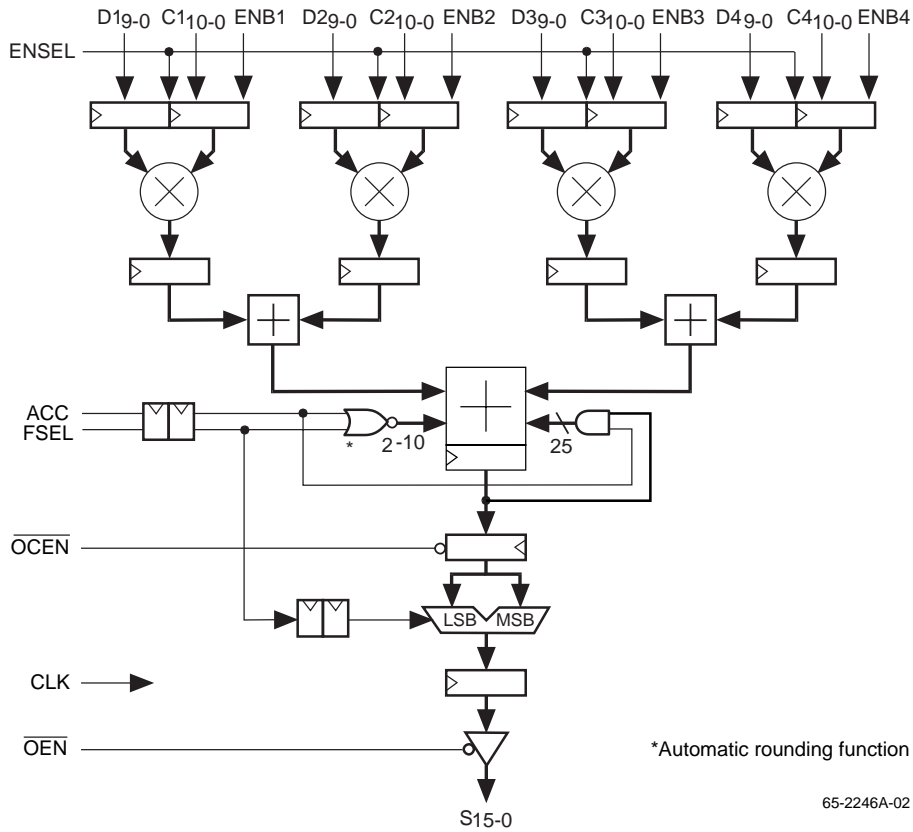 D19-0 C110-0 ENB1 D29-0 C210-0 ENB2 D39-0 C310-0 ENB3 D49-0 C410-0 ENB4
ENSEL
ACC
FSEL
*
2-10
25
OCEN
LSB MSB
CLK
OEN
*Automatic rounding function
S15-0
65-2246A-02